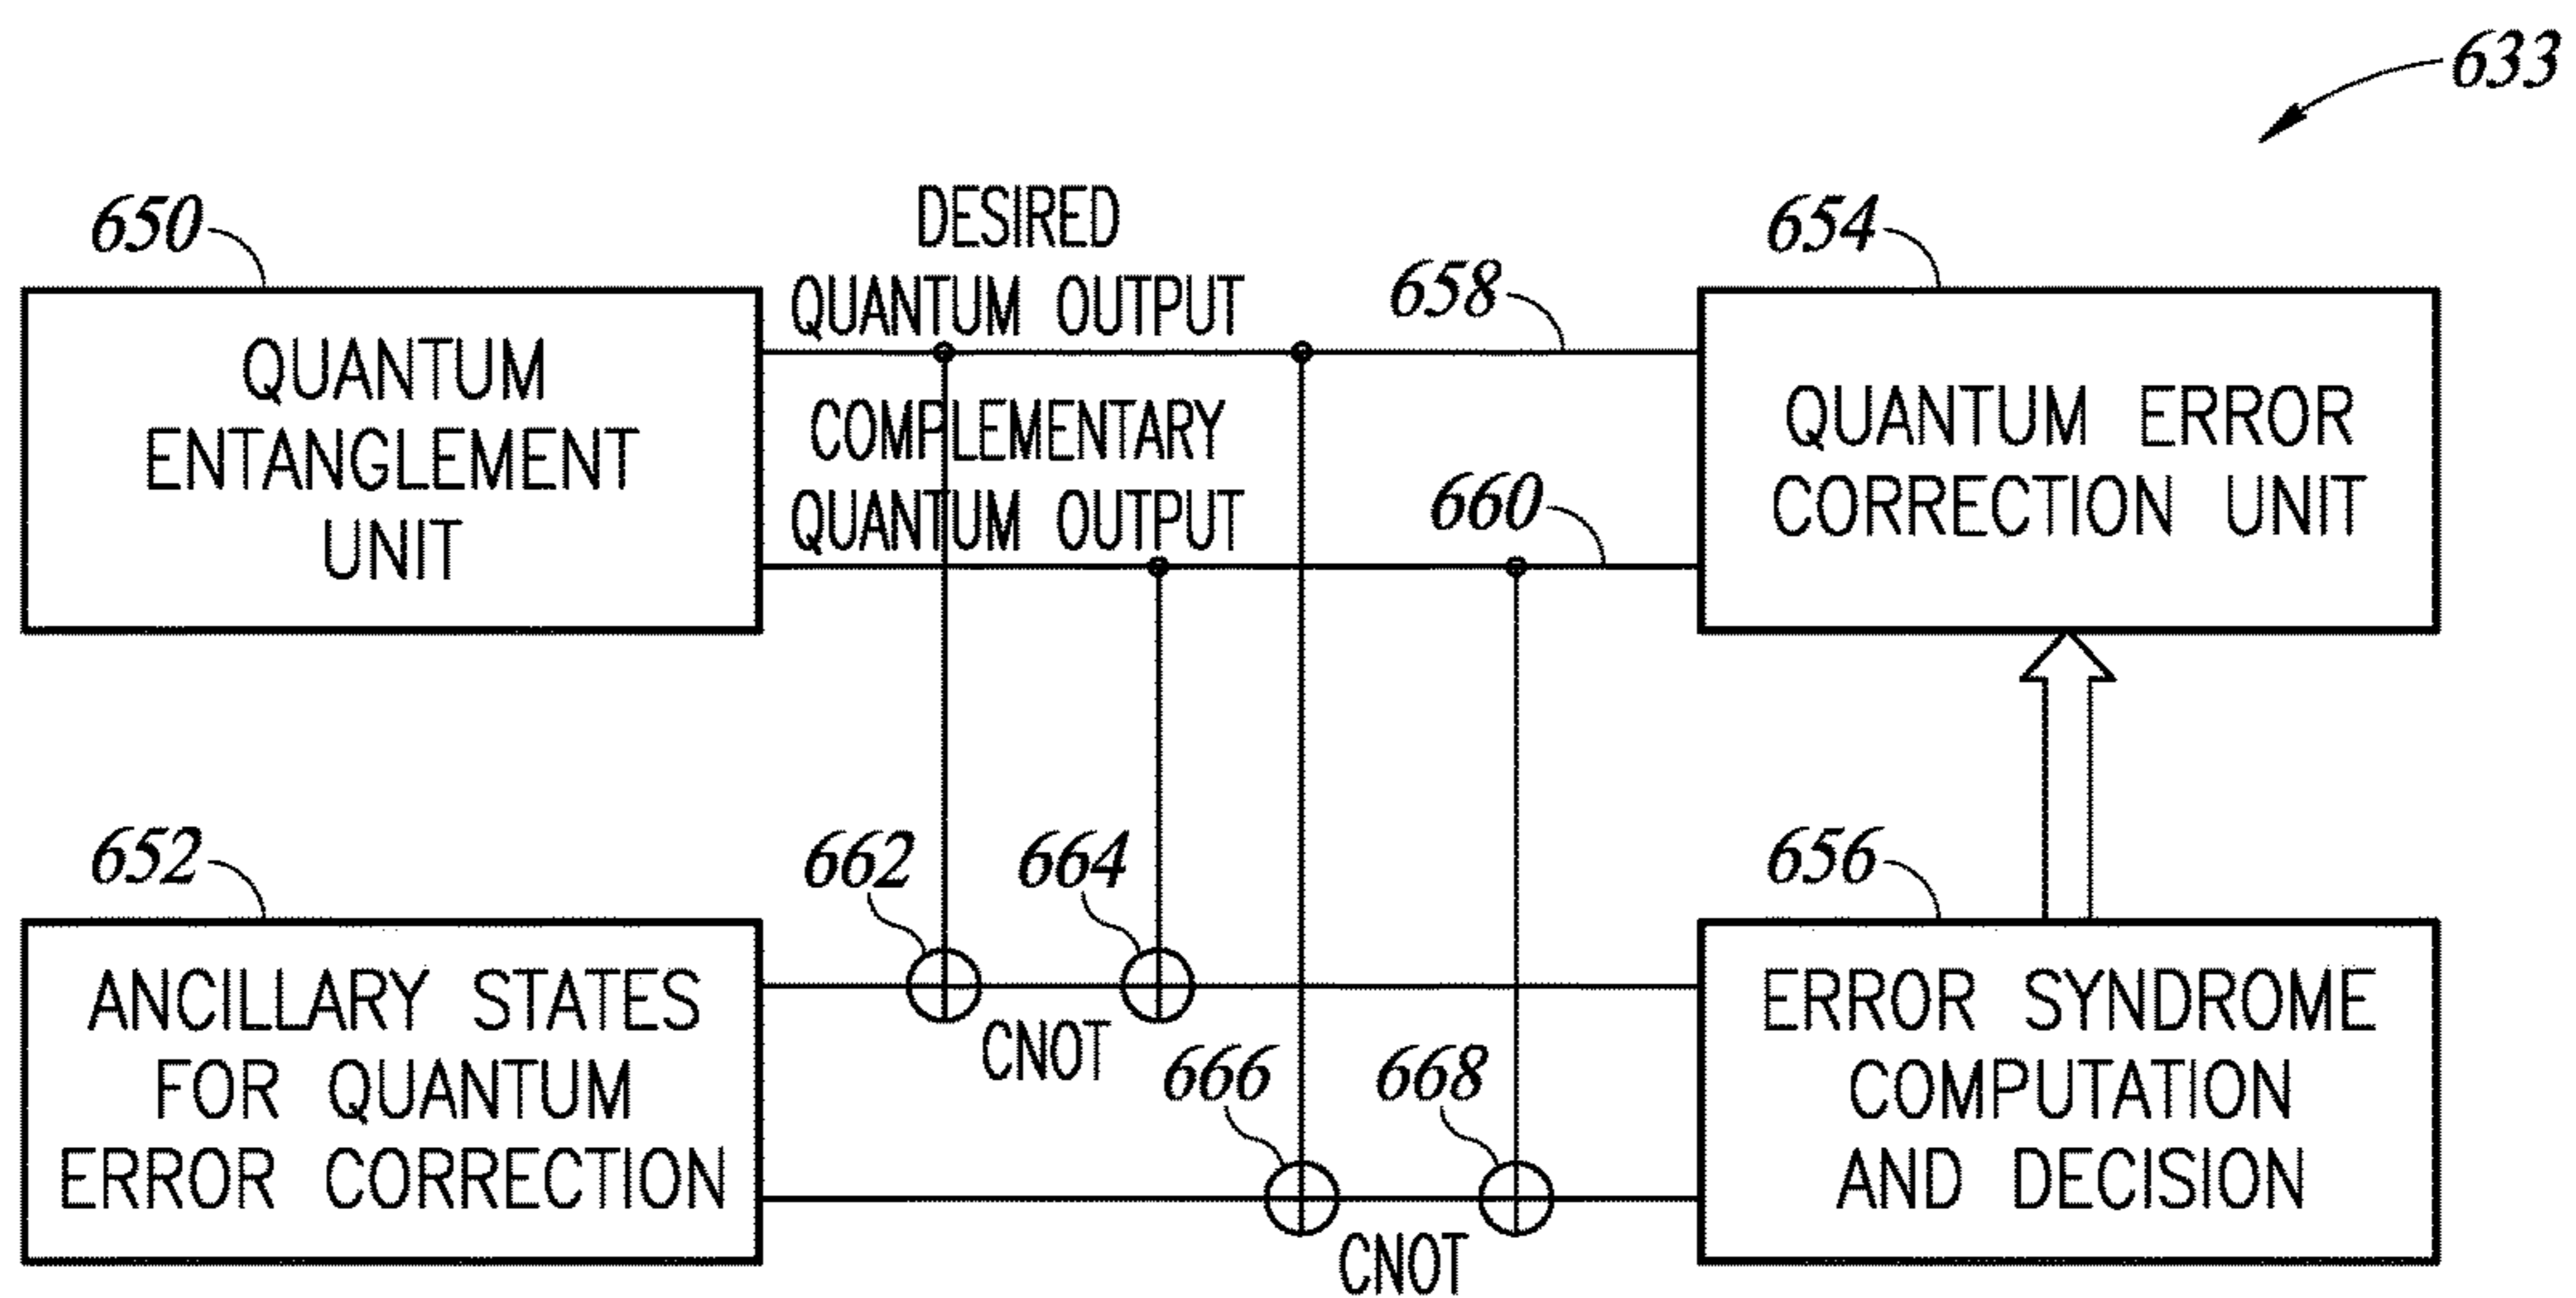 633
650
DESIRED
QUANTUM OUTPUT
658
654
QUANTUM
ENTANGLEMENT
UNIT
COMPLEMENTARY
QUANTUM OUTPUT
660
QUANTUM ERROR
CORRECTION UNIT
652
662
664
656
ANCILLARY STATES
FOR QUANTUM
ERROR CORRECTION
CNOT
666
668
CNOT
ERROR SYNDROME
COMPUTATION
AND DECISION